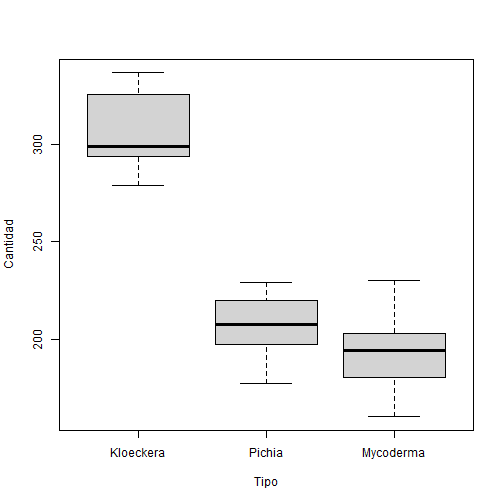 Cantidad
300
250
200
Kloeckera Pichia Mycoderma
Tipo